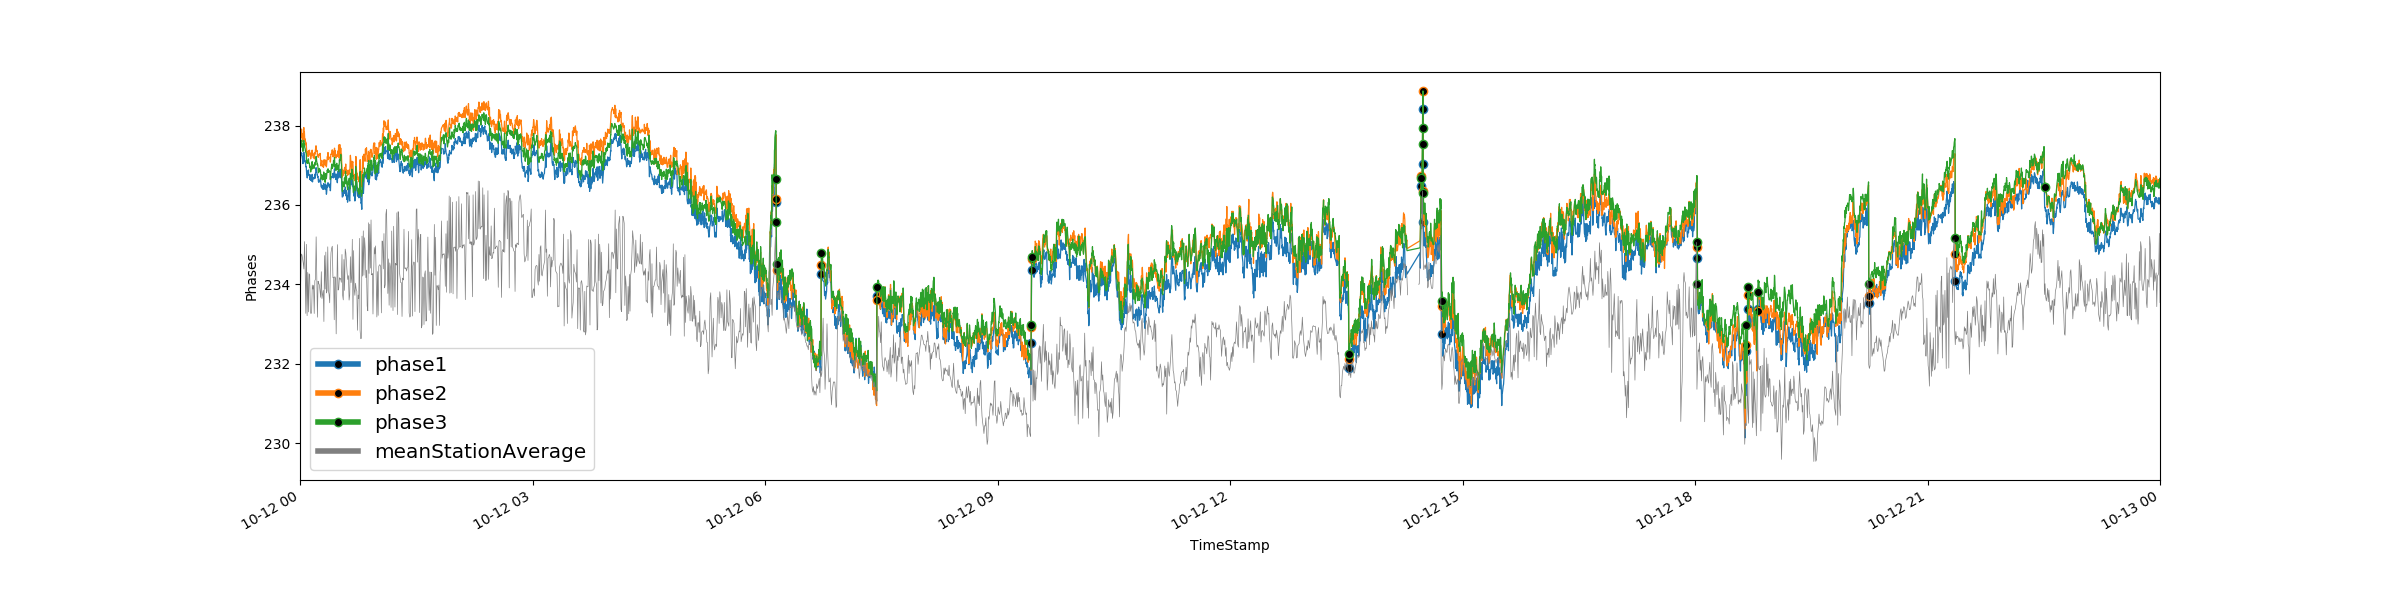 238
236
234
232
230
Phases
phase1
phase2
phase3
meanStationAverage
10-12 00
10-12 03
10-12 06
10-12 09
10-12 12
10-12 15
10-12 18
10-12 21
10-13 00
TimeStamp